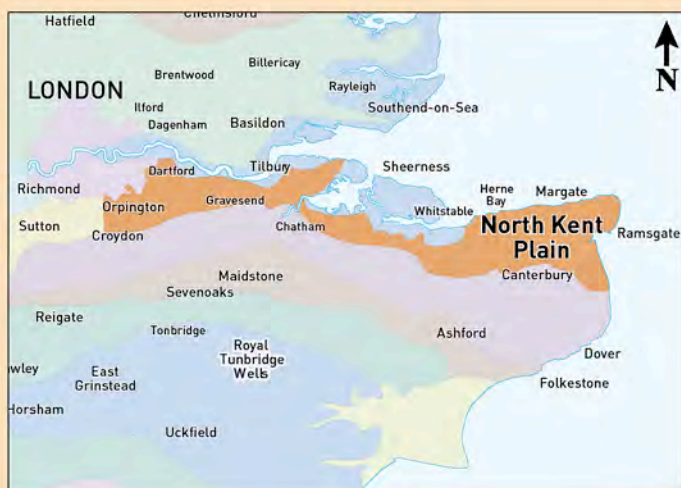 Chelmsford
Hatfield
Brentwood
Billericay
LONDON
Rayleigh
Southend-on-Sea
Ilford
Dagenham
Basildon
N
Tilbury
Sheerness
Dartford
Richmond
Herne
Bay
Margate
Orpington
Gravesend
Whitstable
Sutton
Croydon
Chatham
North Kent
Plain
Ramsgate
Maidstone
Canterbury
Sevenoaks
Reigate
Tonbridge
Royal
Tunbridge
Wells
Ashford
Dover
wley
East
Grinstead
Folkestone
Horsham
Uckfield